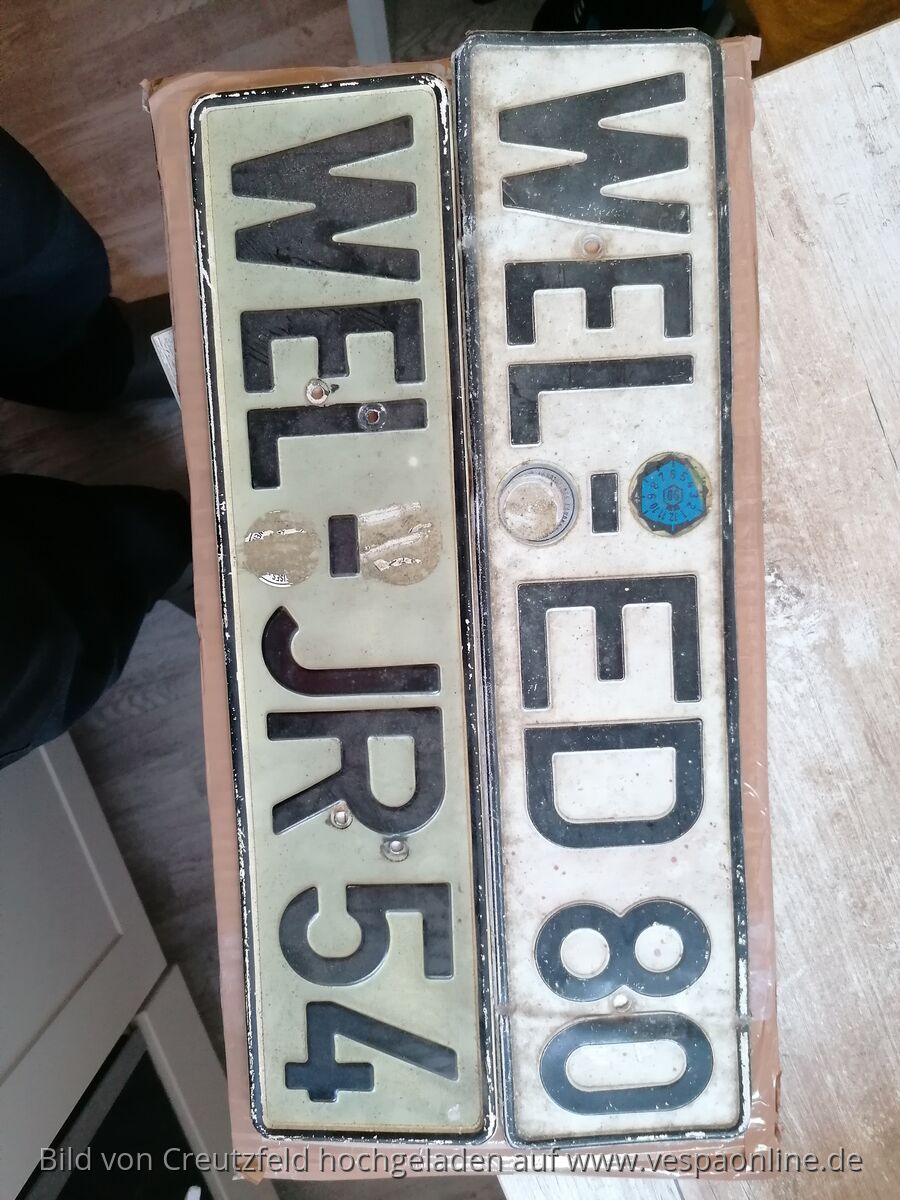 WEL-JR 54
WEL-ED 80
Bild von Creutzfeld hochgeladen auf www.vespaonline.de